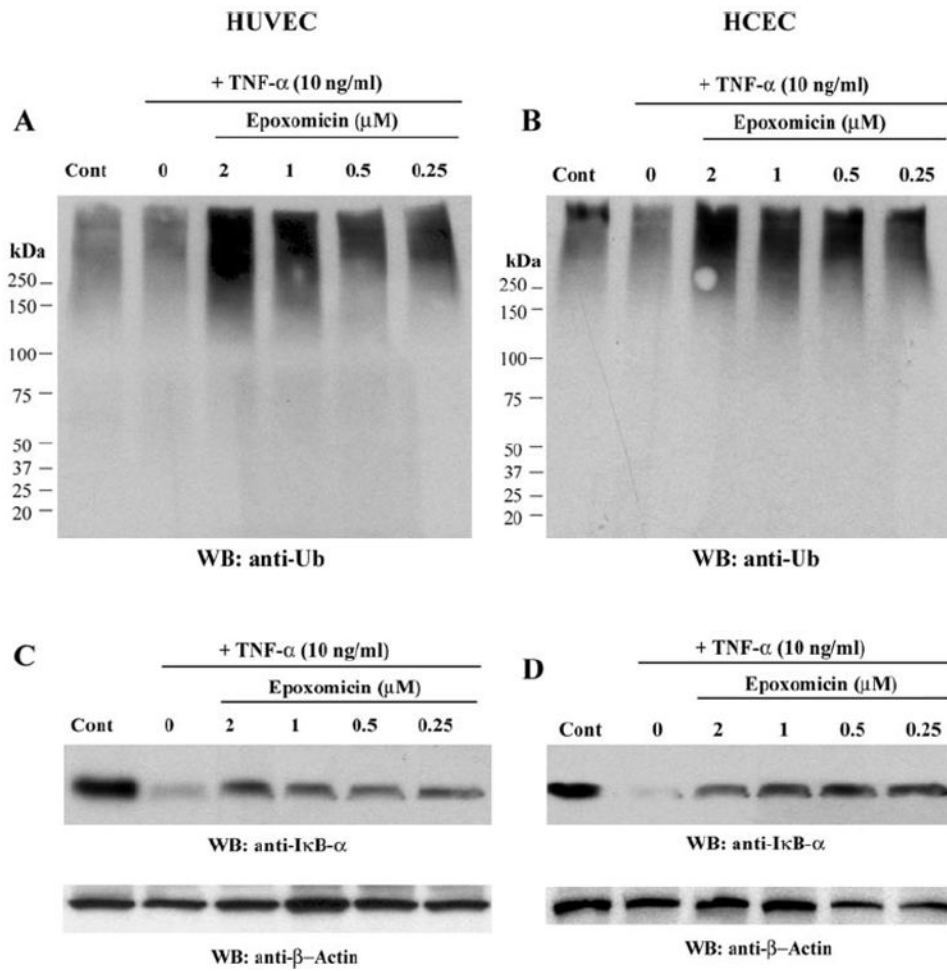 HUVEC
HCEC
A
+ TNF-α (10 ng/ml)
Epoxomicin (μM)
Cont 0 2 1 0.5 0.25
kDa
250
150
100
75
50
37
25
20
WB: anti-Ub
B
+ TNF-α (10 ng/ml)
Epoxomicin (μM)
Cont 0 2 1 0.5 0.25
kDa
250
150
100
75
50
37
25
20
WB: anti-Ub
C
+ TNF-α (10 ng/ml)
Epoxomicin (μM)
Cont 0 2 1 0.5 0.25
WB: anti-IκB-α
WB: anti-β–Actin
D
+ TNF-α (10 ng/ml)
Epoxomicin (μM)
Cont 0 2 1 0.5 0.25
WB: anti-IκB-α
WB: anti-β–Actin